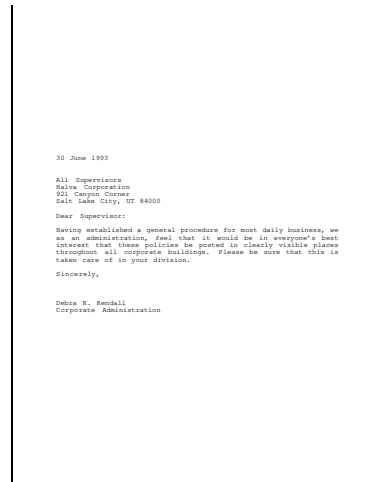 30 June 1993
All Supervisors
Halva Corporation
921 Canyon Corner
Salt Lake City, UT 84000
Dear Supervisor:
Having established a general procedure for most daily business, we
as an administration, feel that it would be in everyone's best
interest that these policies be posted in clearly visible places
throughout all corporate buildings. Please be sure that this is
taken care of in your division.
Sincerely,
Debra K. Kendall
Corporate Administration